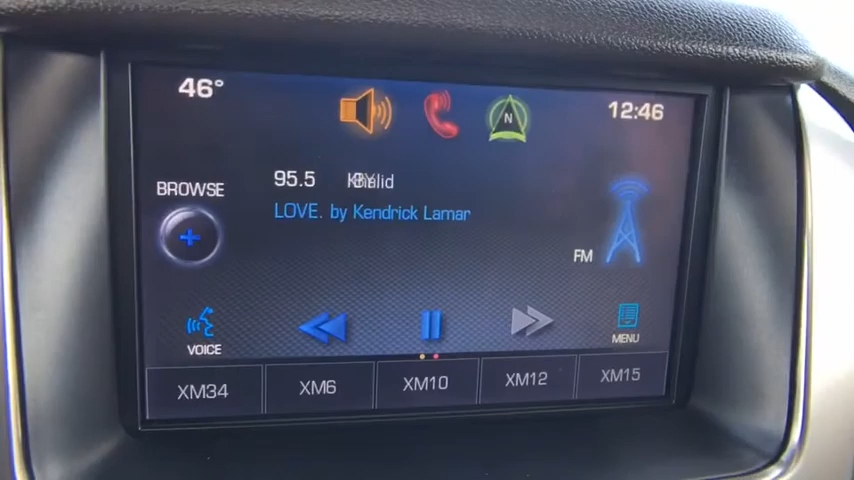 46°
12:46
N
BROWSE
95.5
LOVE. by Kendrick Lamar
FM
VOICE
MENU
XM34 XM6 XM10 XM12 XM15